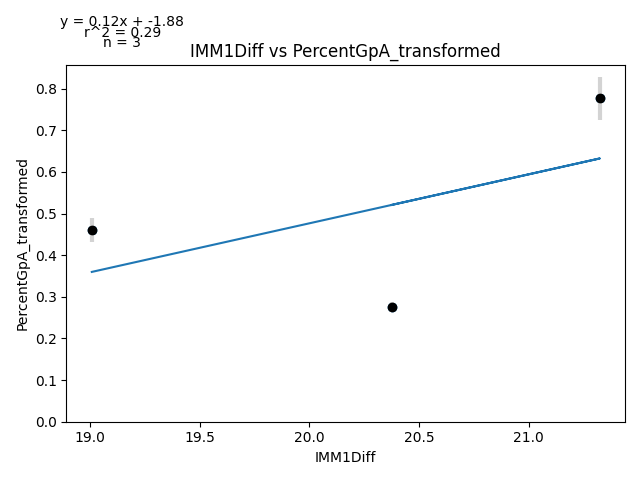 y = 0.12x + -1.88
r^2 = 0.29
n = 3
IMM1Diff vs PercentGpA_transformed
PercentGpA_transformed
0.8
0.7
0.6
0.5
0.4
0.3
0.2
0.1
0.0
19.0 19.5 20.0 20.5 21.0
IMM1Diff